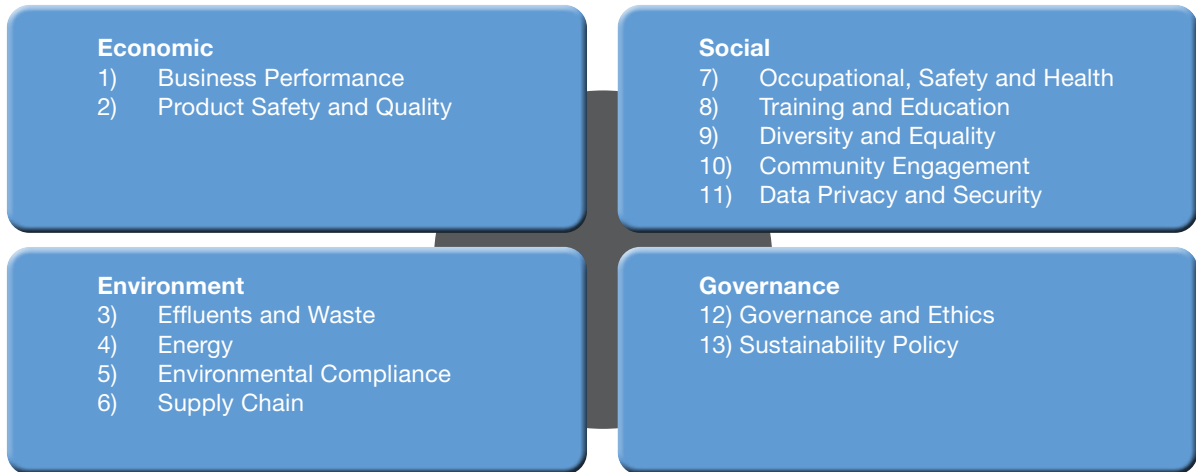 Economic
1) Business Performance
2) Product Safety and Quality
Social
7) Occupational, Safety and Health
8) Training and Education
9) Diversity and Equality
10) Community Engagement
11) Data Privacy and Security
Environment
3) Effluents and Waste
4) Energy
5) Environmental Compliance
6) Supply Chain
Governance
12) Governance and Ethics
13) Sustainability Policy